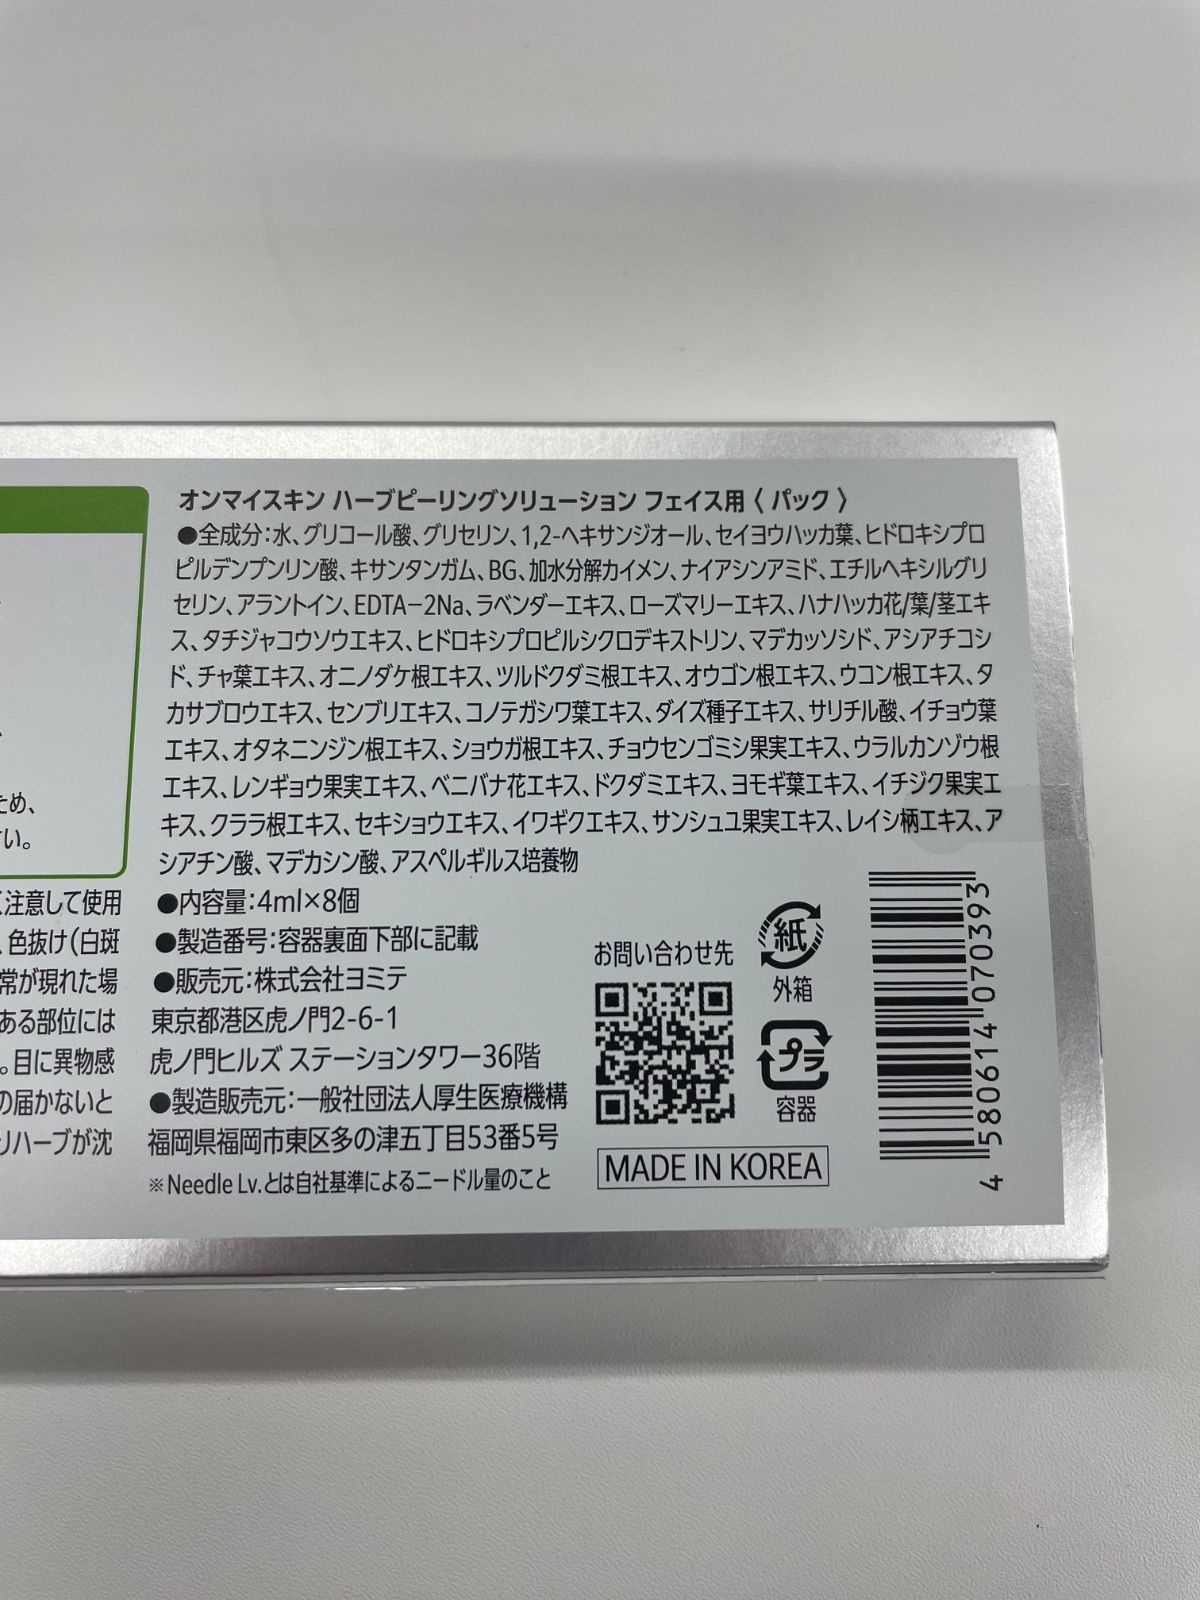 オンマイスキン ハーブピーリングソリューション フェイス用〈パック〉
●全成分:水、グリコール酸、グリセリン、1,2-ヘキサンジオール、セイヨウハッカ葉、ヒドロキシプロ
ピルデンプンリン酸、キサンタンガム、BG、加水分解カイメン、ナイアシンアミド、エチルヘキシルグリ
セリン、アラントイン、EDTA−2Na、ラベンダーエキス、ローズマリーエキス、ハナハッカ花/葉/茎エキ
ス、タチジャコウソウエキス、ヒドロキシプロピルシクロデキストリン、マデカッソシド、アシアチコシ
ド、チャ葉エキス、オニノダケ根エキス、ツルドクダミ根エキス、オウゴン根エキス、ウコン根エキス、タ
カサブロウエキス、センブリエキス、コノテガシワ葉エキス、ダイズ種子エキス、サリチル酸、イチョウ葉
エキス、オタネニンジン根エキス、ショウガ根エキス、チョウセンゴミシ果実エキス、ウラルカンゾウ根
エキス、レンギョウ果実エキス、ベニバナ花エキス、ドクダミエキス、ヨモギ葉エキス、イチジク果実エ
キス、クララ根エキス、セキショウエキス、イワギクエキス、サンシュユ果実エキス、レイシ柄エキス、ア
シアチン酸、マデカシン酸、アスペルギルス培養物
●内容量:4ml×8個
●製造番号:容器裏面下部に記載
●販売元:株式会社ヨミテ
東京都港区虎ノ門2-6-1
虎ノ門ヒルズ ステーションタワー36階
●製造販売元:一般社団法人厚生医療機構
福岡県福岡市東区多の津五丁目53番5号
※Needle Lv.とは自社基準によるニードル量のこと
お問い合わせ先
紙
外箱
プラ
容器
MADE IN KOREA
4 580614 070393
ため、
い。
注意して使用
、色抜け(白斑
常が現れた場
ある部位には
。目に異物感
の届かないと
りハーブが沈